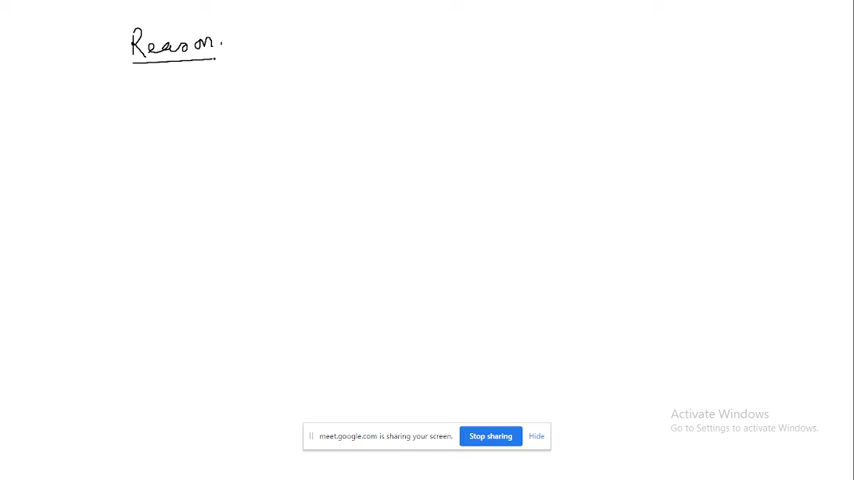 Reason.
meet.google.com is sharing your screen. Stop sharing Hide
Activate Windows
Go to Settings to activate Windows.